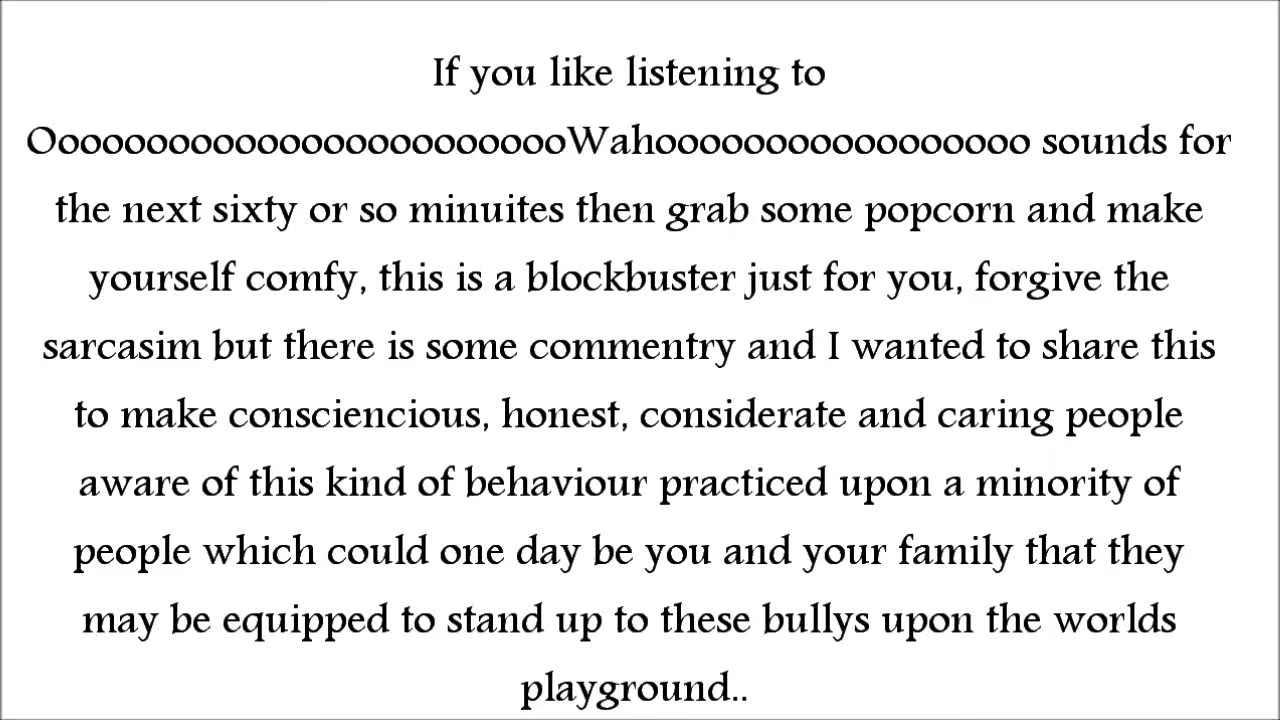 If you like listening to
OoooooooooooooooooooooooWahooooooooooooooooo sounds for
the next sixty or so minuites then grab some popcorn and make
yourself comfy, this is a blockbuster just for you, forgive the
sarcasim but there is some commentry and I wanted to share this
to make consciencious, honest, considerate and caring people
aware of this kind of behaviour practiced upon a minority of
people which could one day be you and your family that they
may be equipped to stand up to these bullys upon the worlds
playground..